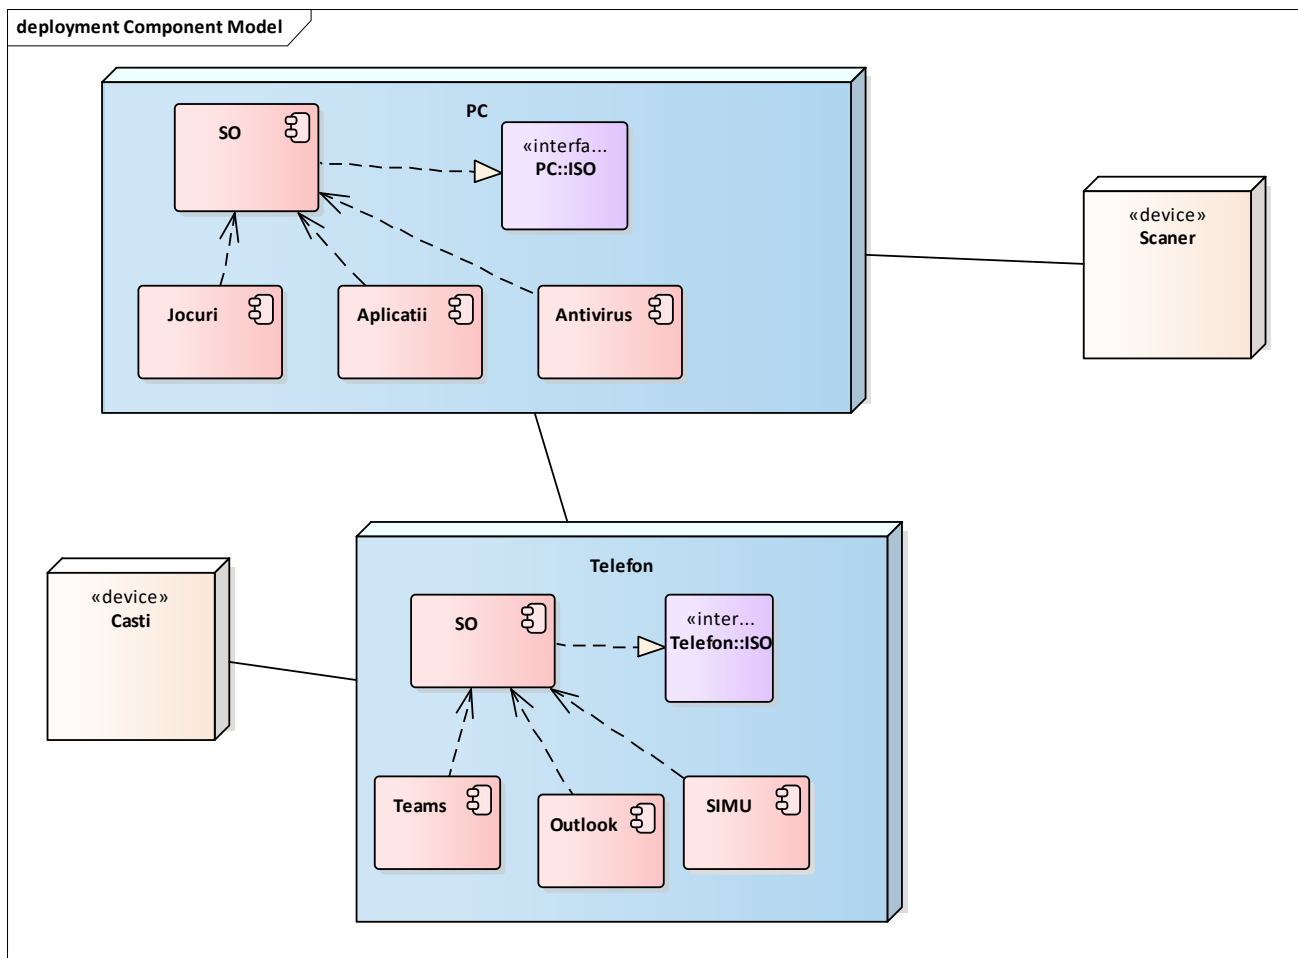 deployment Component Model
PC
SO
«interfa...
PC::ISO
Jocuri
Aplicatii
Antivirus
«device»
Scaner
«device»
Casti
Telefon
SO
«inter...
Telefon::ISO
Teams
Outlook
SIMU